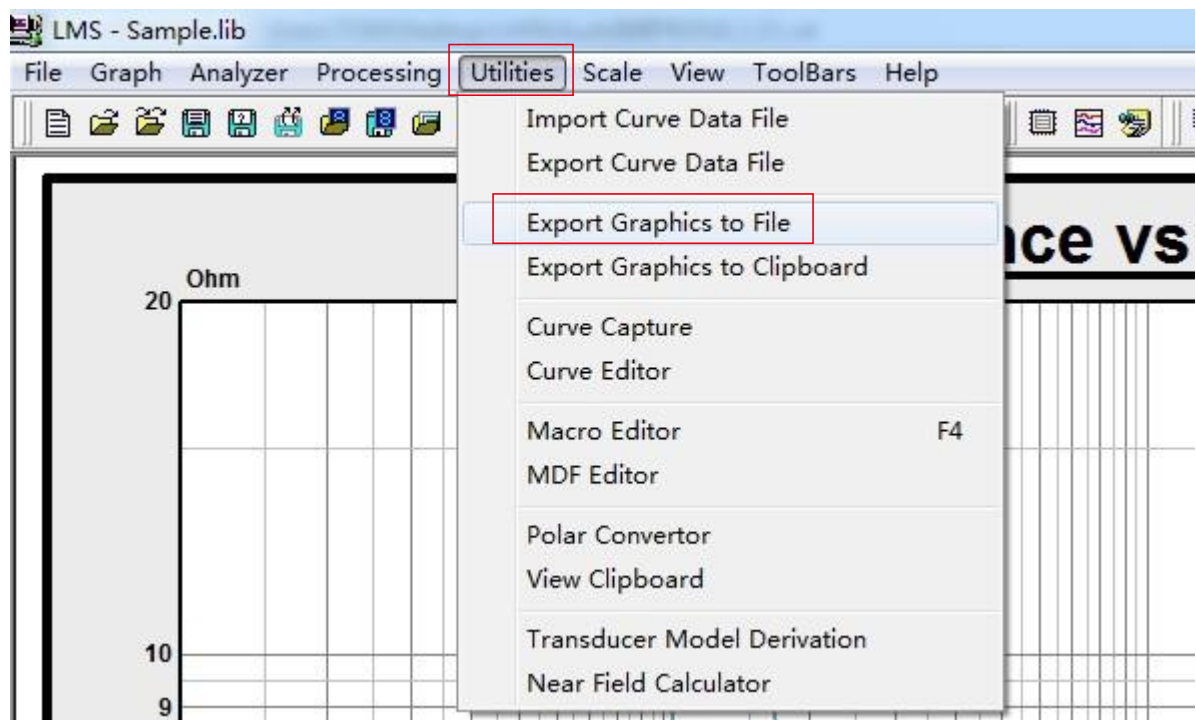 LMS - Sample.lib
File Graph Analyzer Processing Utilities Scale View ToolBars Help
Import Curve Data File
Export Curve Data File
Export Graphics to File
Export Graphics to Clipboard
Curve Capture
Curve Editor
Macro Editor F4
MDF Editor
Polar Convertor
View Clipboard
Transducer Model Derivation
Near Field Calculator
vs
Ohm
20
10
9